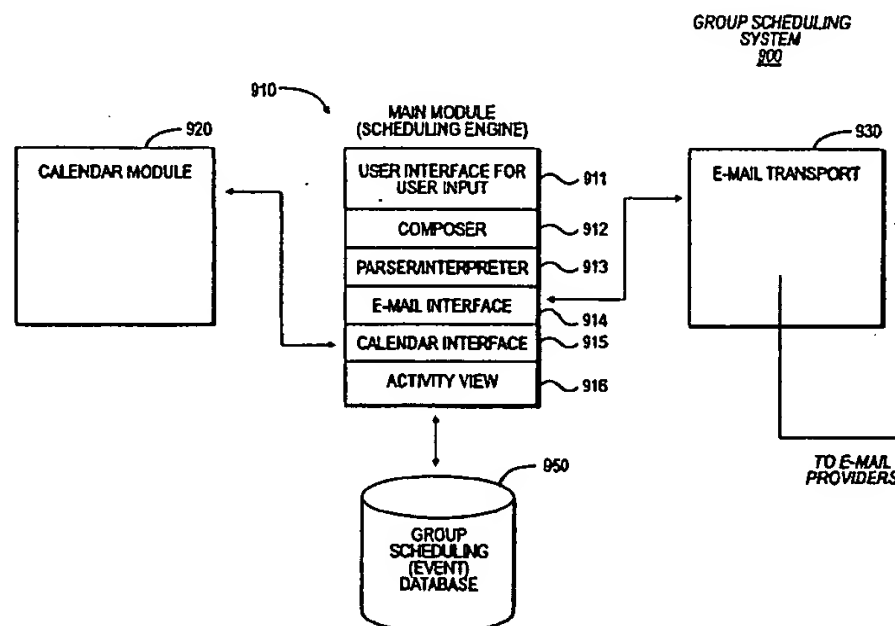 GROUP SCHEDULING
SYSTEM
900
910
MAIN MODULE
(SCHEDULING ENGINE)
920
CALENDAR MODULE
930
E-MAIL TRANSPORT
USER INTERFACE FOR
USER INPUT
911
COMPOSER
912
PARSER/INTERPRETER
913
E-MAIL INTERFACE
914
CALENDAR INTERFACE
915
ACTIVITY VIEW
916
TO E-MAIL
PROVIDERS
950
GROUP
SCHEDULING
(EVENT)
DATABASE